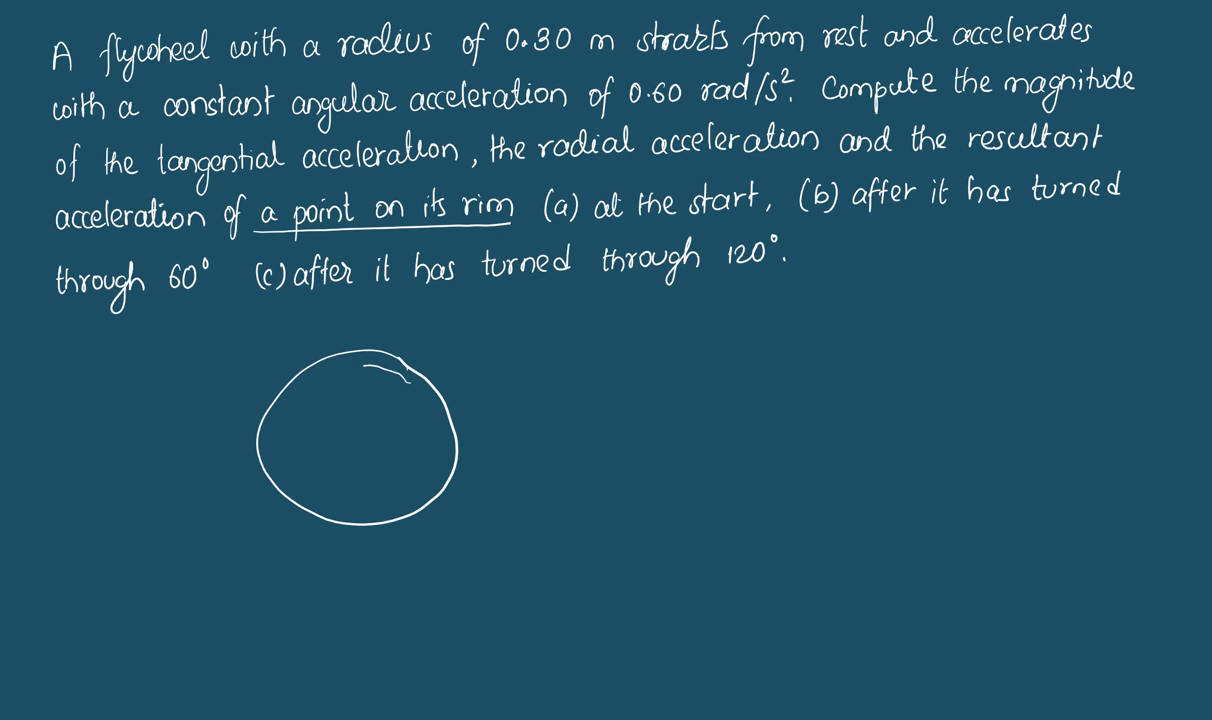 A flywheel with a radius of 0.30 m strarts from rest and accelerates
with a constant angular acceleration of 0.60 rad/s². Compute the magnitude
of the tangential acceleration, the radial acceleration and the resultant
acceleration of a point on its rim (a) at the start, (b) after it has turned
through 60° (c) after it has turned through 120°.